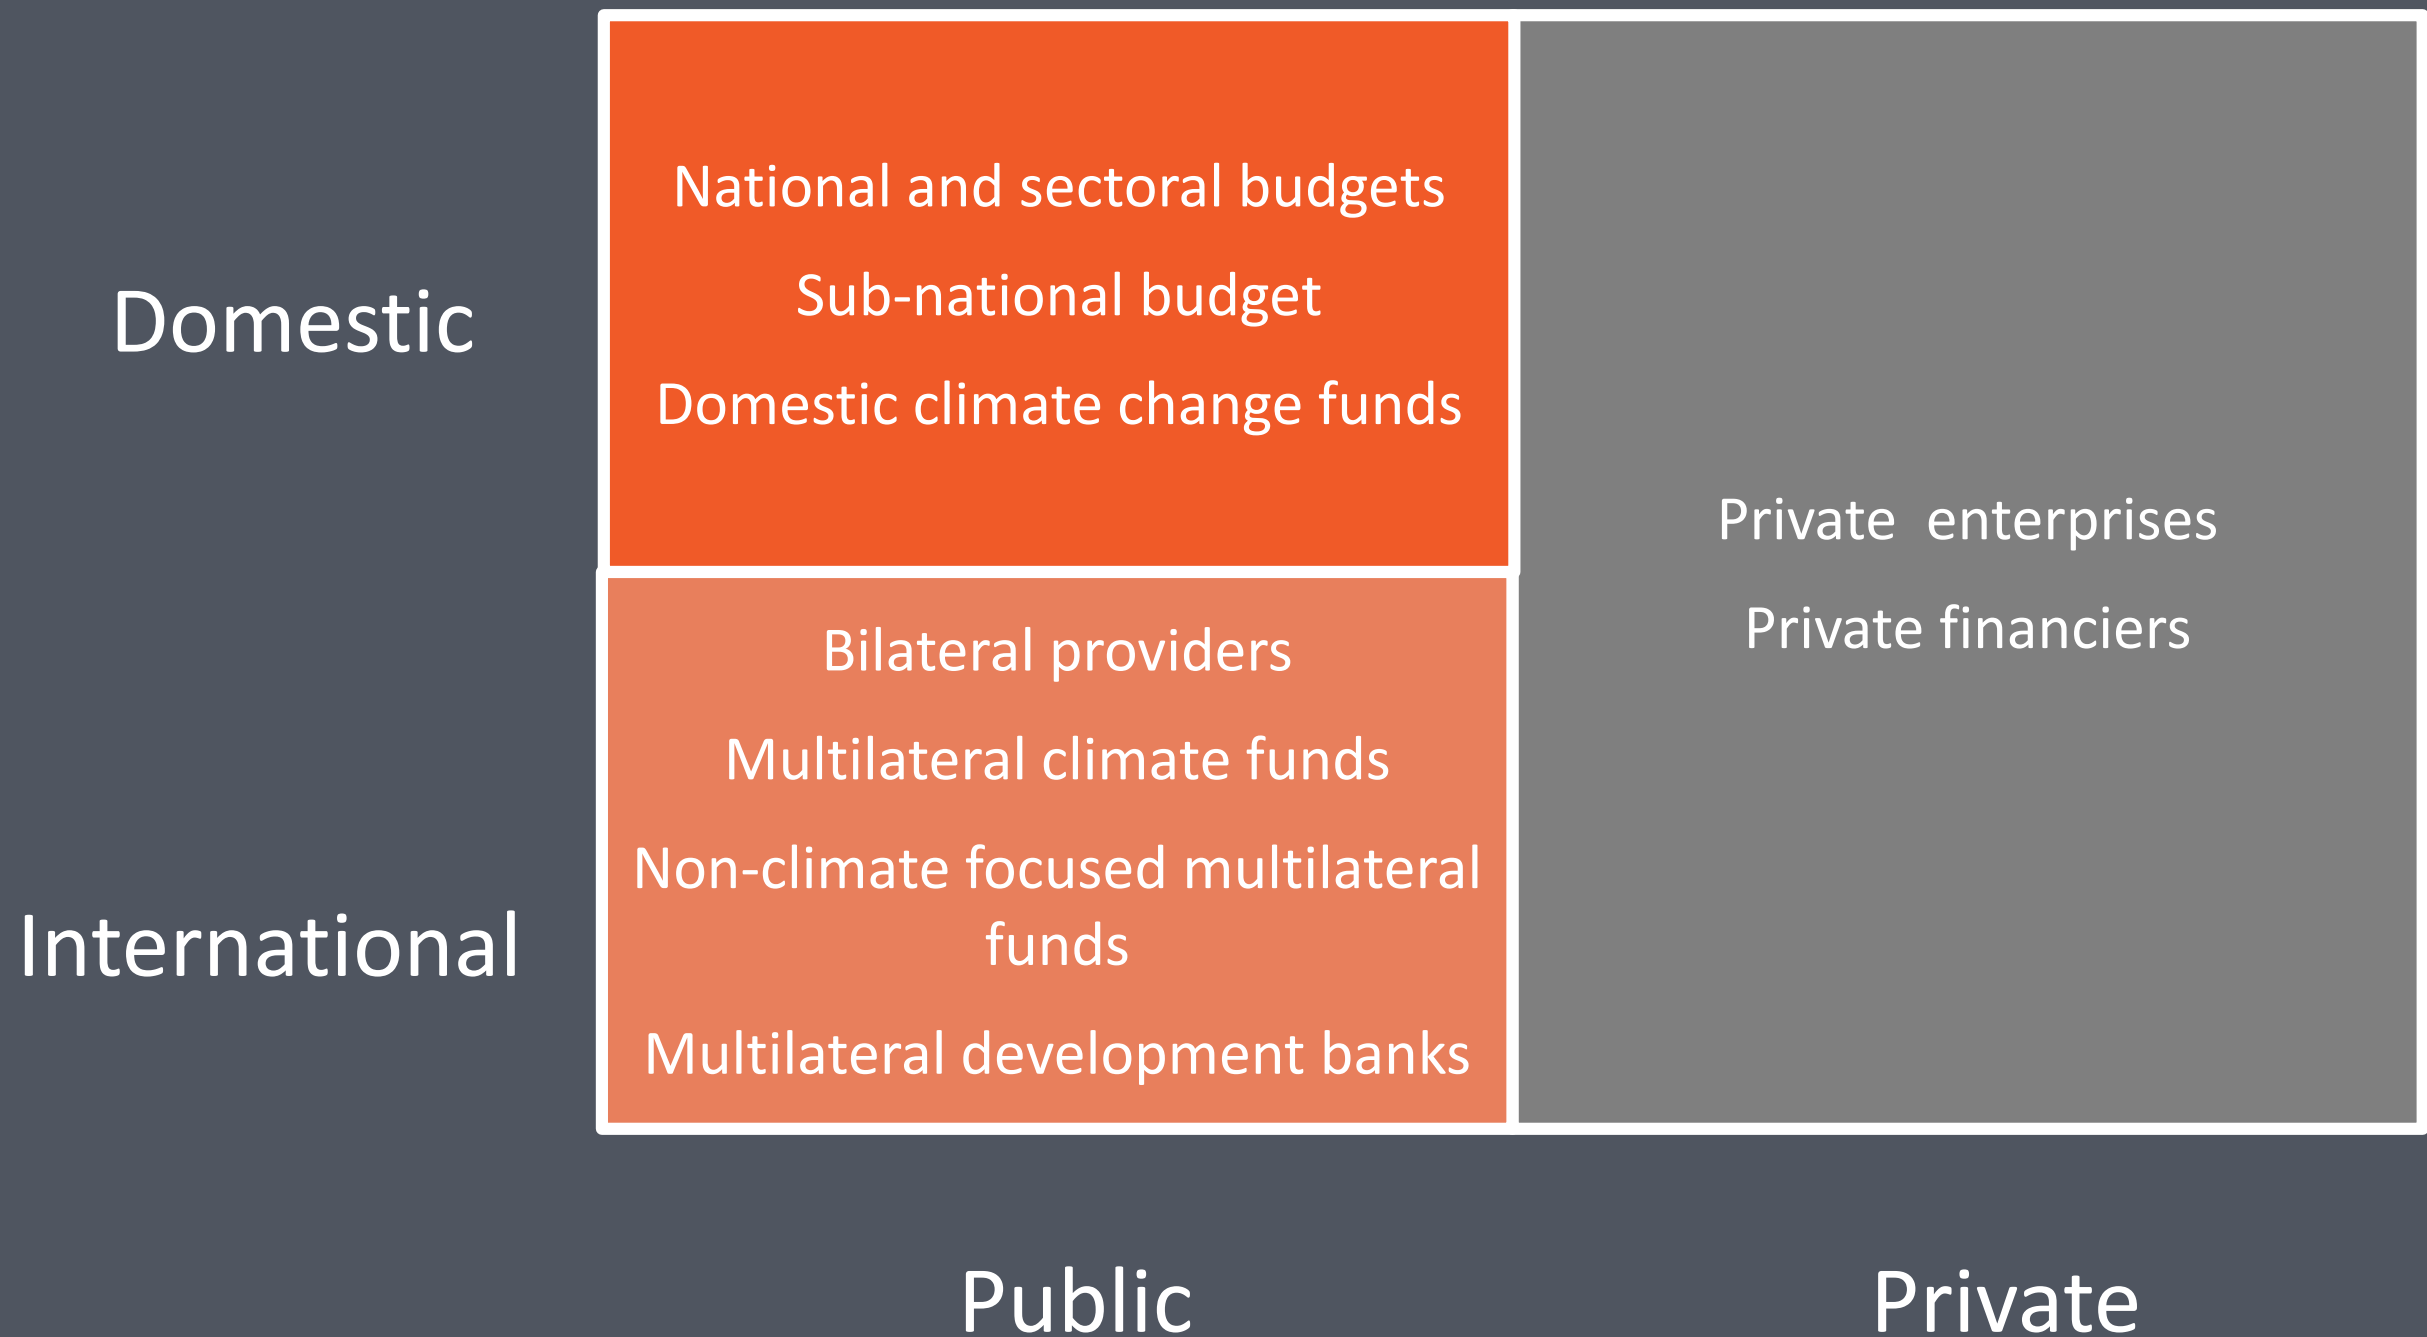 Domestic
National and sectoral budgets
Sub-national budget
Domestic climate change funds
International
Bilateral providers
Multilateral climate funds
Non-climate focused multilateral
funds
Multilateral development banks
Private  enterprises
Private financiers
Public
Private